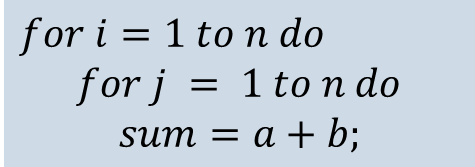 for i = 1 to n do
for j = 1 to n do
sum = a + b;